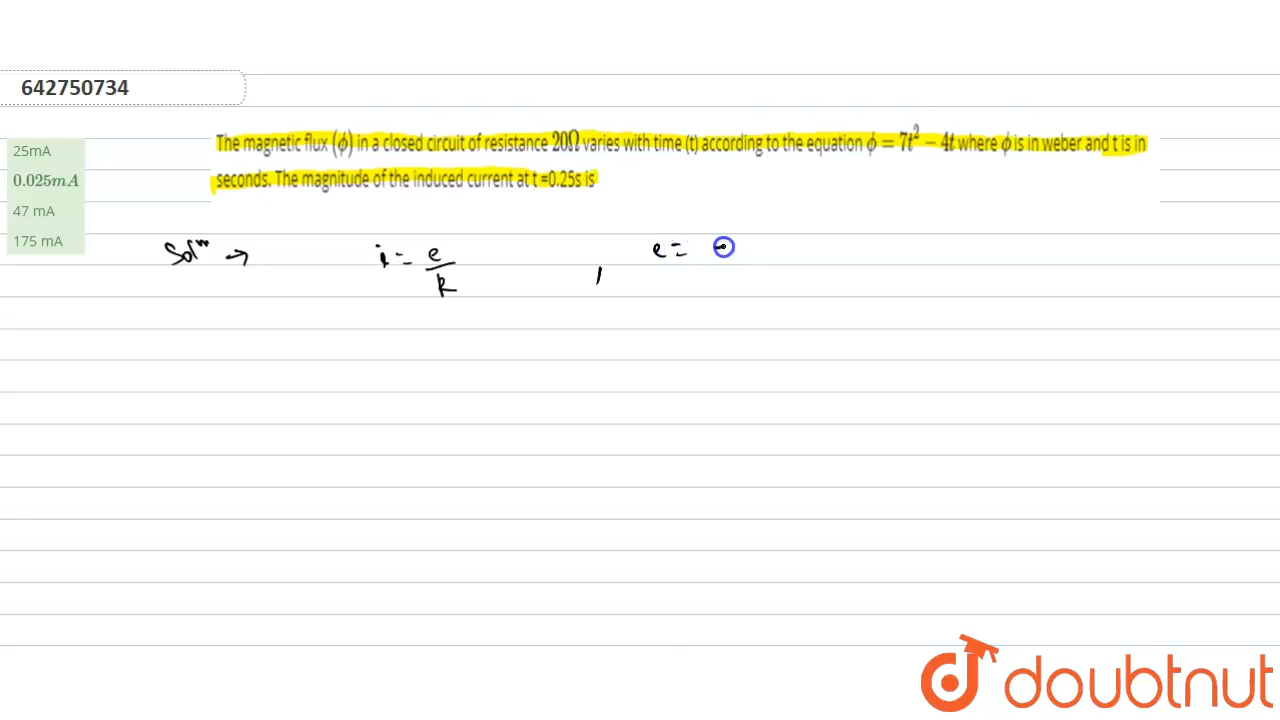 642750734
The magnetic flux (ϕ) in a closed circuit of resistance 20Ω varies with time (t) according to the equation ϕ = 7t² − 4t where ϕ is in weber and t is in
seconds. The magnitude of the induced current at t =0.25s is
25mA
0.025mA
47 mA
175 mA
Solⁿ → i = e/R , e = -
doubtnut